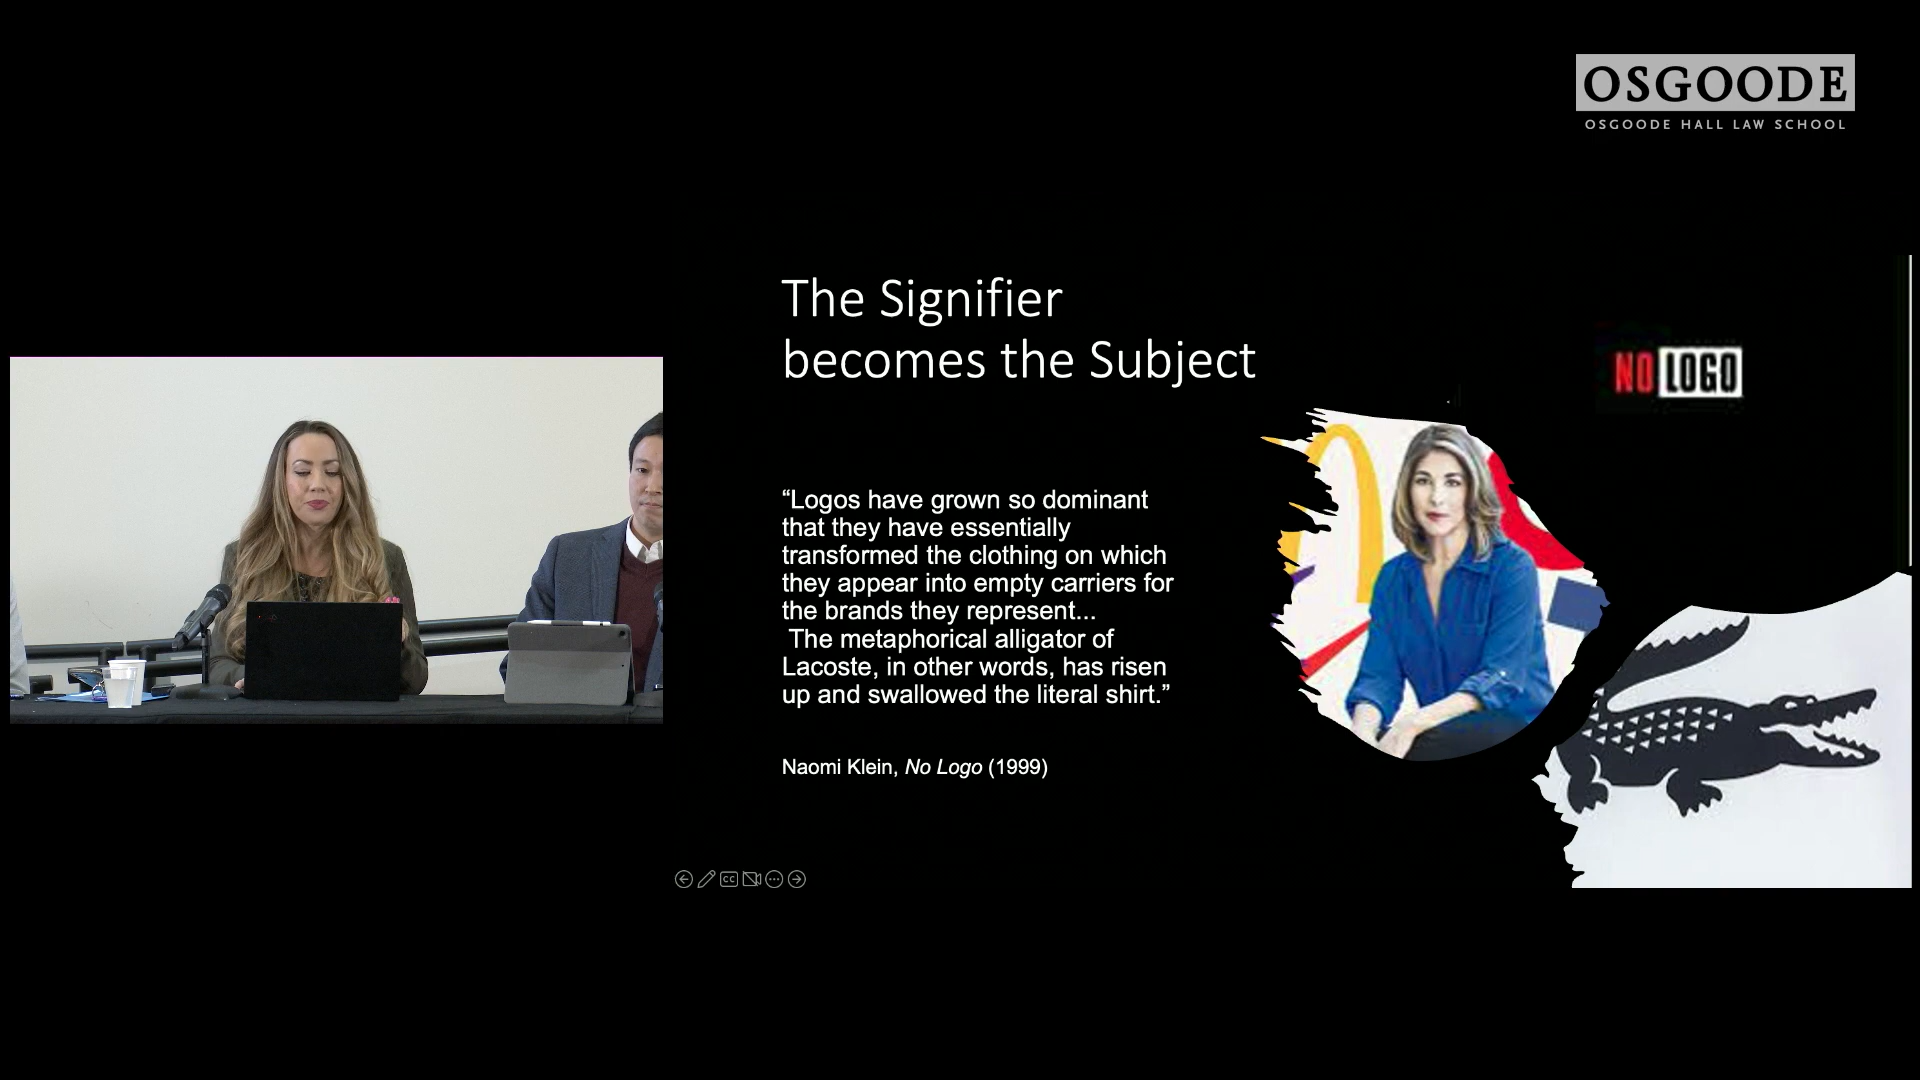 OSGOODE
OSGOODE HALL LAW SCHOOL
The Signifier
becomes the Subject
NO LOGO
“Logos have grown so dominant
that they have essentially
transformed the clothing on which
they appear into empty carriers for
the brands they represent...
The metaphorical alligator of
Lacoste, in other words, has risen
up and swallowed the literal shirt.”
Naomi Klein, No Logo (1999)
CC